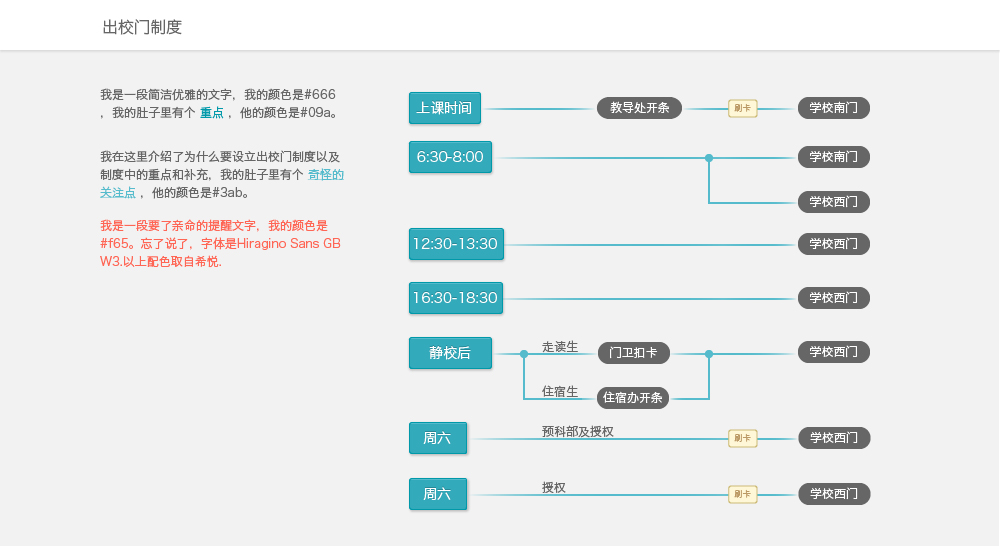 出校门制度
我是一段简洁优雅的文字，我的颜色是#666
，我的肚子里有个 重点 ，他的颜色是#09a。
我在这里介绍了为什么要设立出校门制度以及
制度中的重点和补充，我的肚子里有个 奇怪的
关注点 ，他的颜色是#3ab。
我是一段要了亲命的提醒文字，我的颜色是
#f65。忘了说了，字体是Hiragino Sans GB
W3.以上配色取自希悦.
上课时间 教导处开条 刷卡 学校南门
6:30-8:00 学校南门
学校西门
12:30-13:30 学校西门
16:30-18:30 学校西门
静校后 走读生 门卫扣卡 学校西门
住宿生 住宿办开条
周六 预科部及授权 刷卡 学校西门
周六 授权 刷卡 学校西门